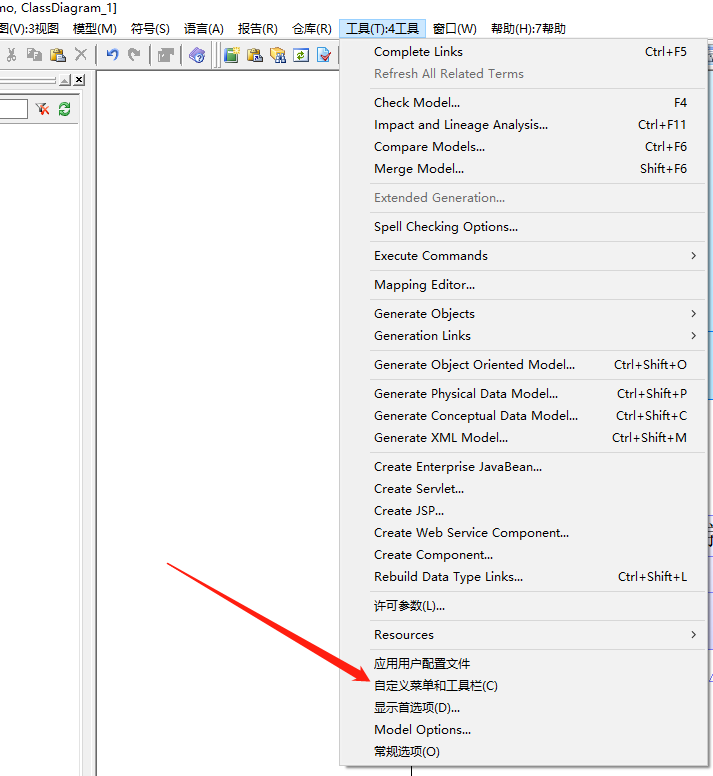 mo, ClassDiagram_1]
图(V):3视图 模型(M) 符号(S) 语言(A) 报告(R) 仓库(R) 工具(T):4工具 窗口(W) 帮助(H):7帮助
Complete Links Ctrl+F5
Refresh All Related Terms
Check Model... F4
Impact and Lineage Analysis... Ctrl+F11
Compare Models... Ctrl+F6
Merge Model... Shift+F6
Extended Generation...
Spell Checking Options...
Execute Commands
Mapping Editor...
Generate Objects
Generation Links
Generate Object Oriented Model... Ctrl+Shift+O
Generate Physical Data Model... Ctrl+Shift+P
Generate Conceptual Data Model... Ctrl+Shift+C
Generate XML Model... Ctrl+Shift+M
Create Enterprise JavaBean...
Create Servlet...
Create JSP...
Create Web Service Component...
Create Component...
Rebuild Data Type Links... Ctrl+Shift+L
许可参数(L)...
Resources
应用用户配置文件
自定义菜单和工具栏(C)
显示首选项(D)...
Model Options...
常规选项(O)